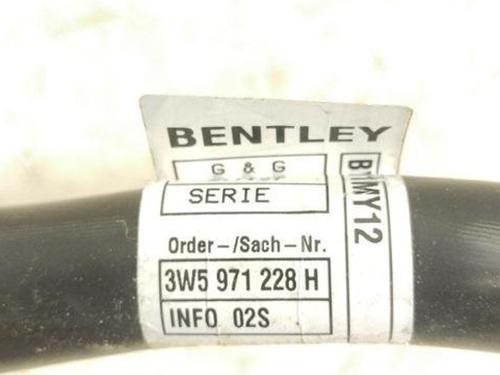 BENTLEY
G & G
SERIE
Order-/Sach-Nr.
3W5 971 228 H
INFO 02S
MY12